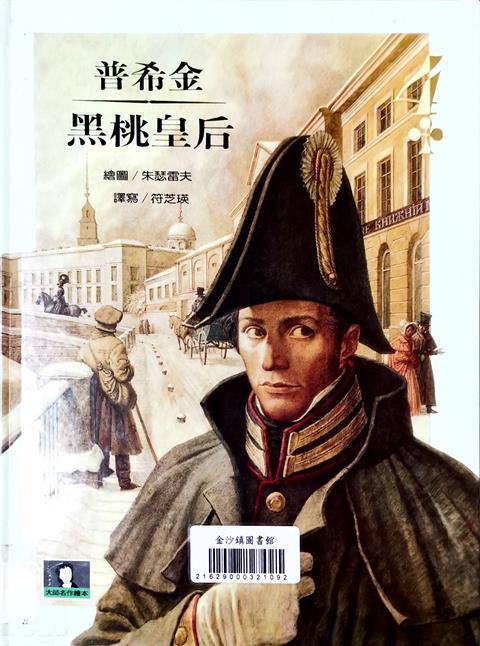 普希金
黑桃皇后
繪圖／朱瑟雷夫
譯寫／符芝瑛
金沙鎮圖書館
21629000321092
大師名作繪本